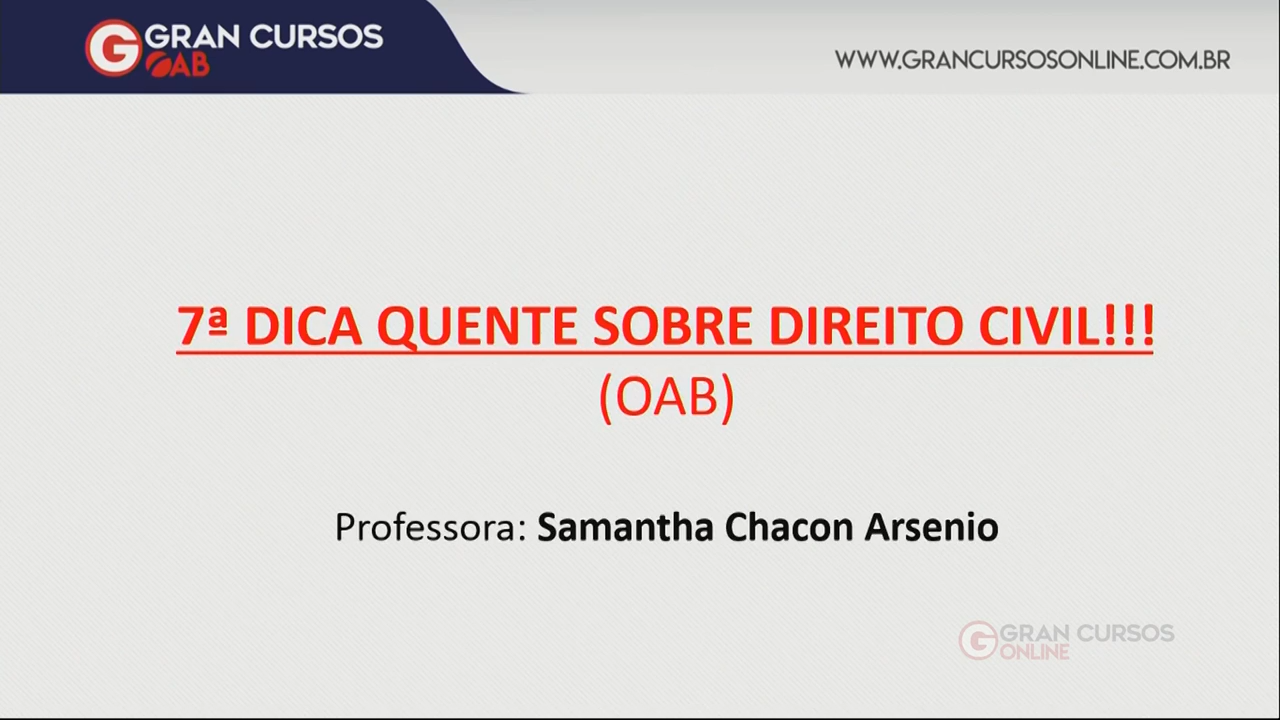 GRAN CURSOS
OAB
WWW.GRANCURSOSONLINE.COM.BR
7ª DICA QUENTE SOBRE DIREITO CIVIL!!!
(OAB)
Professora: Samantha Chacon Arsenio
GRAN CURSOS
ONLINE